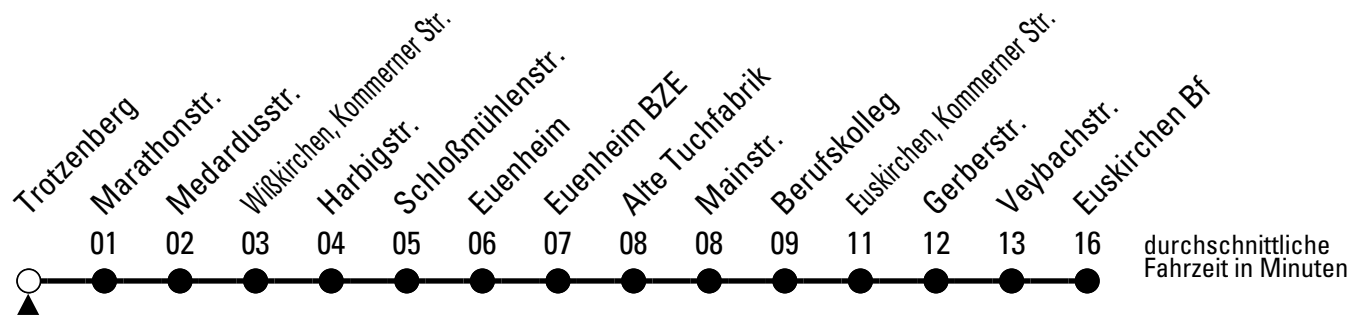 Trotzenberg
Marathonstr.
Medardusstr.
Wißkirchen, Kommerner Str.
Harbigstr.
Schloßmühlenstr.
Euenheim
Euenheim BZE
Alte Tuchfabrik
Mainstr.
Berufskolleg
Euskirchen, Kommerner Str.
Gerberstr.
Veybachstr.
Euskirchen Bf
01 02 03 04 05 06 07 08 08 09 11 12 13 16
durchschnittliche
Fahrzeit in Minuten